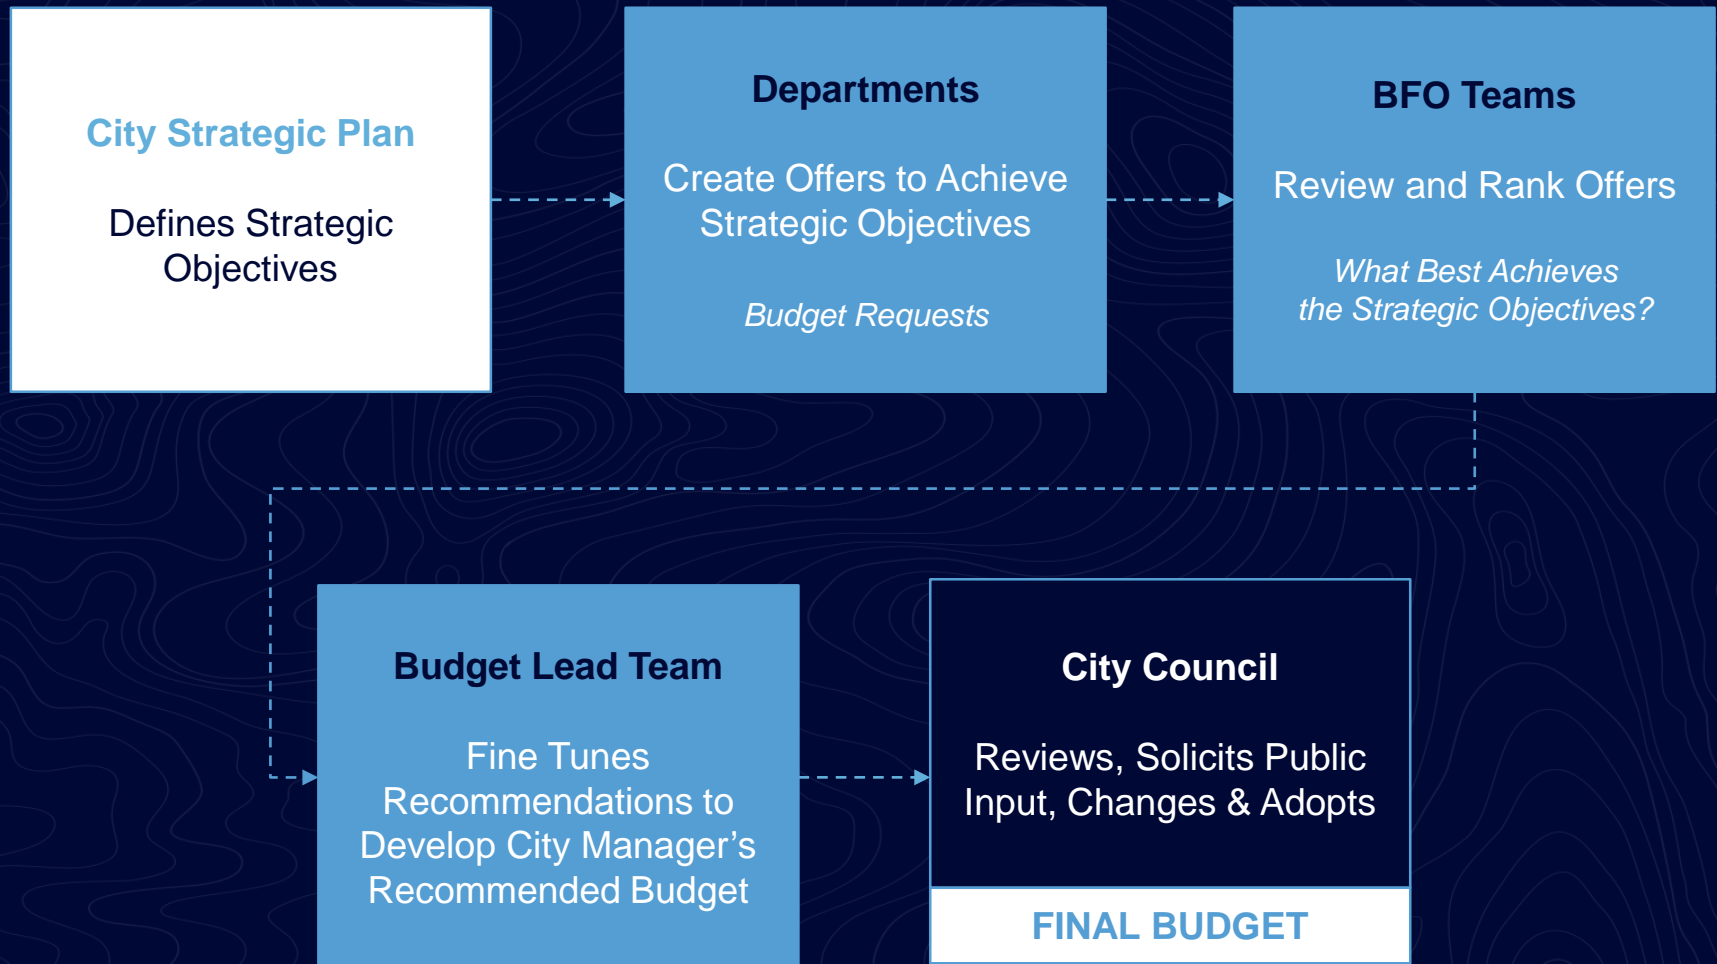 City Strategic Plan
Defines Strategic
Objectives
Departments
Create Offers to Achieve
Strategic Objectives
Budget Requests
BFO Teams
Review and Rank Offers
What Best Achieves
the Strategic Objectives?
Budget Lead Team
Fine Tunes
Recommendations to
Develop City Manager’s
Recommended Budget
City Council
Reviews, Solicits Public
Input, Changes & Adopts
FINAL BUDGET